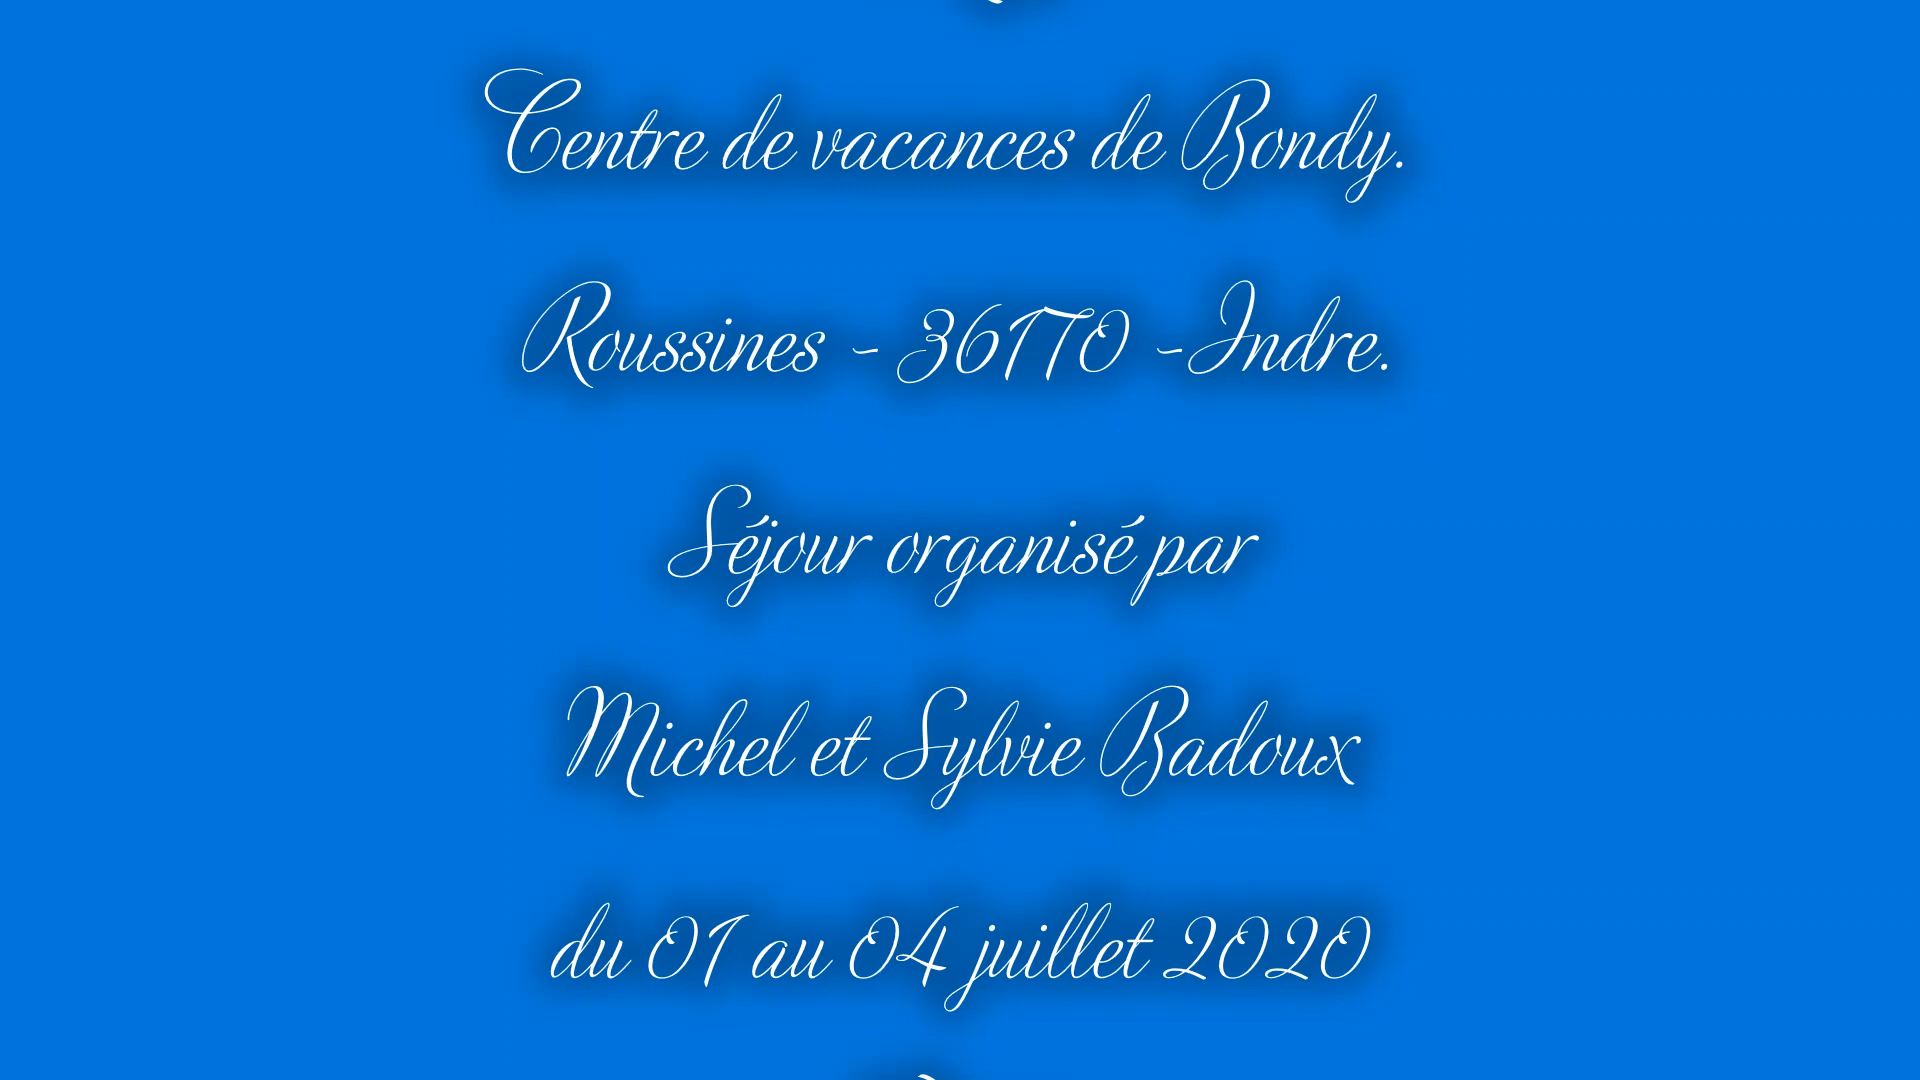 Centre de vacances de Bondy.
Roussines - 36170 -Indre.
Séjour organisé par
Michel et Sylvie Badoux
du 01 au 04 juillet 2020